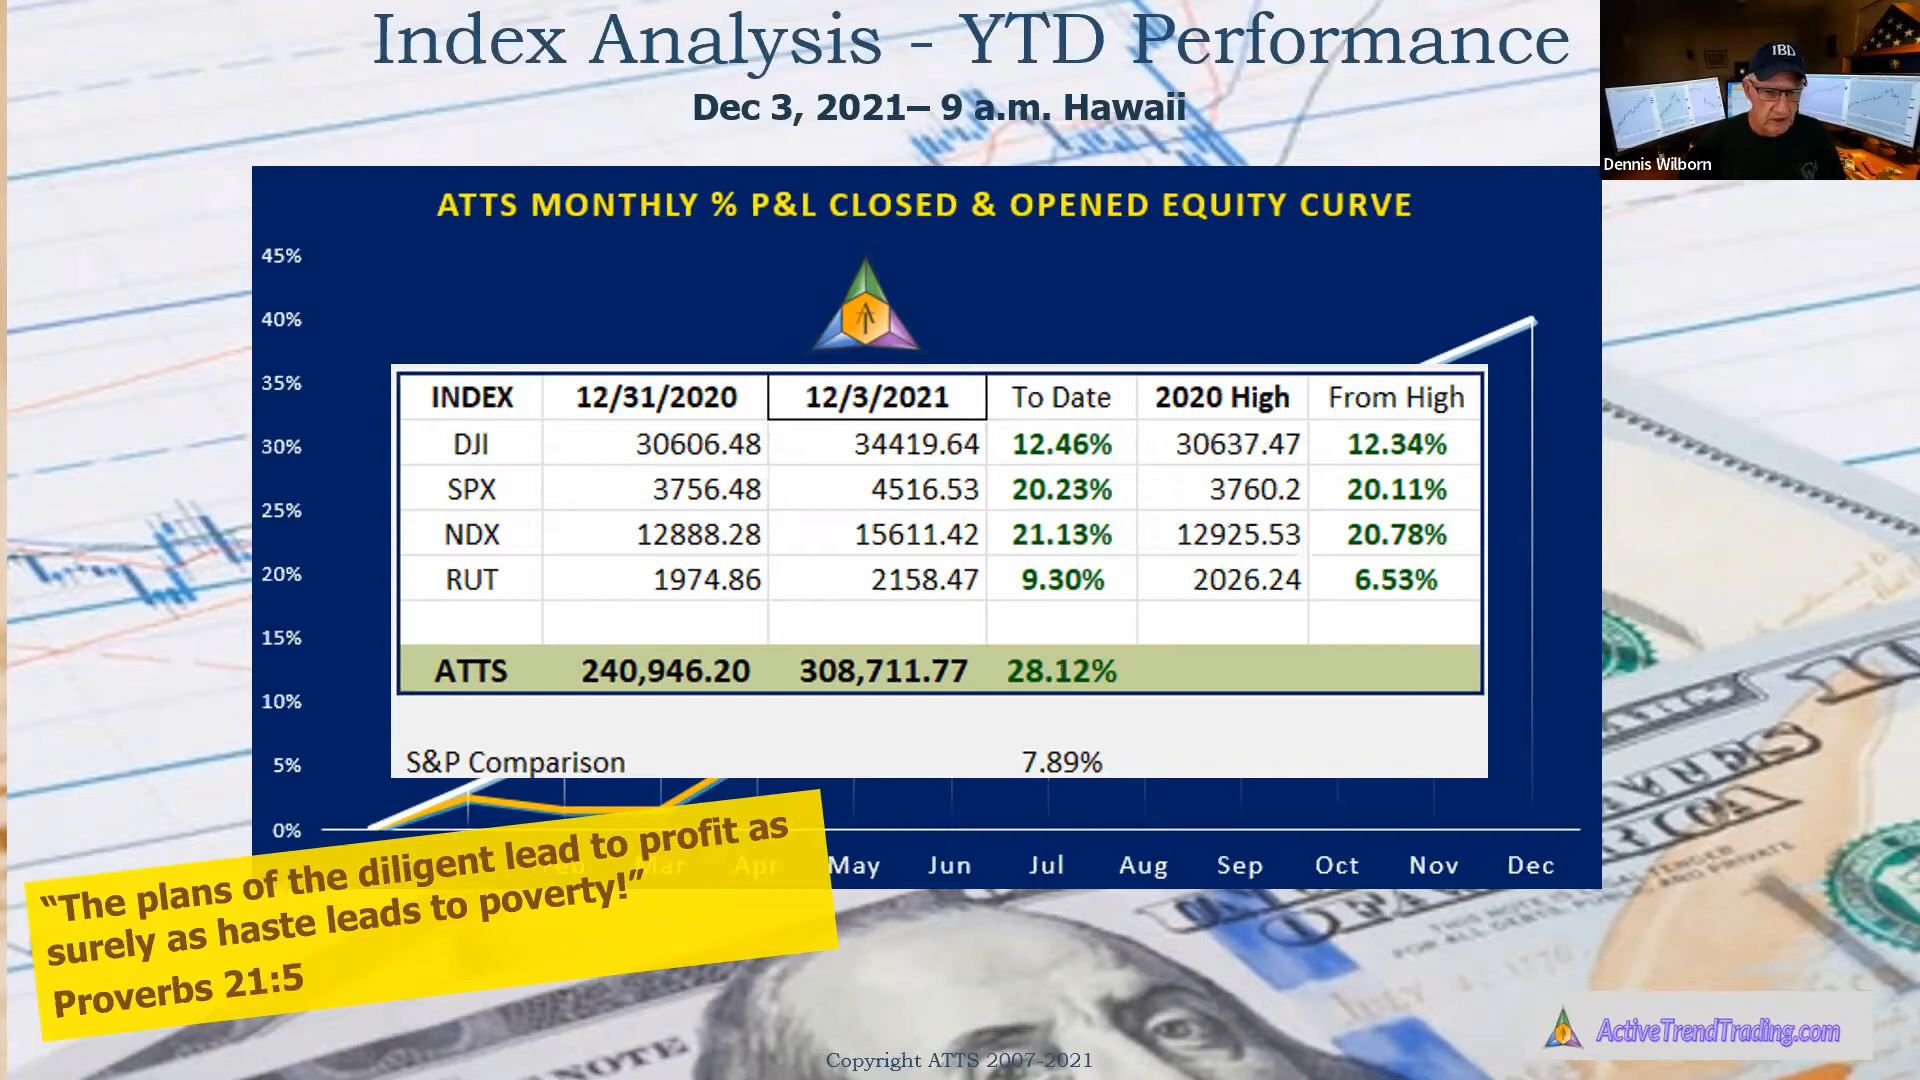 Index Analysis - YTD Performance
Dec 3, 2021– 9 a.m. Hawaii
IBD
Dennis Wilborn
ATTS MONTHLY % P&L CLOSED & OPENED EQUITY CURVE
45%
40%
35%
30%
25%
20%
15%
10%
5%
0%
INDEX 12/31/2020 12/3/2021 To Date 2020 High From High
DJI 30606.48 34419.64 12.46% 30637.47 12.34%
SPX 3756.48 4516.53 20.23% 3760.2 20.11%
NDX 12888.28 15611.42 21.13% 12925.53 20.78%
RUT 1974.86 2158.47 9.30% 2026.24 6.53%
ATTS 240,946.20 308,711.77 28.12%
S&P Comparison 7.89%
Feb Mar Apr May Jun Jul Aug Sep Oct Nov Dec
“The plans of the diligent lead to profit as
surely as haste leads to poverty!”
Proverbs 21:5
NOTE
ActiveTrendTrading.com
Copyright ATTS 2007-2021